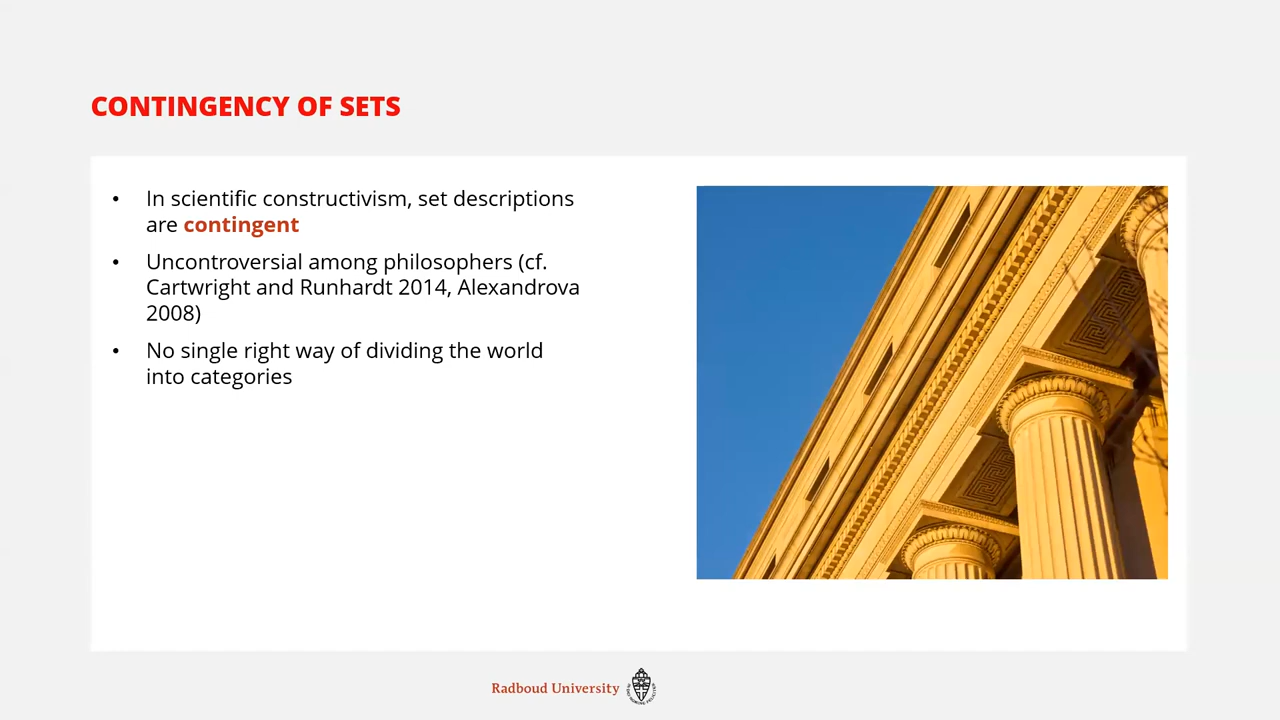 CONTINGENCY OF SETS
• In scientific constructivism, set descriptions
are contingent
• Uncontroversial among philosophers (cf.
Cartwright and Runhardt 2014, Alexandrova
2008)
• No single right way of dividing the world
into categories
Radboud University